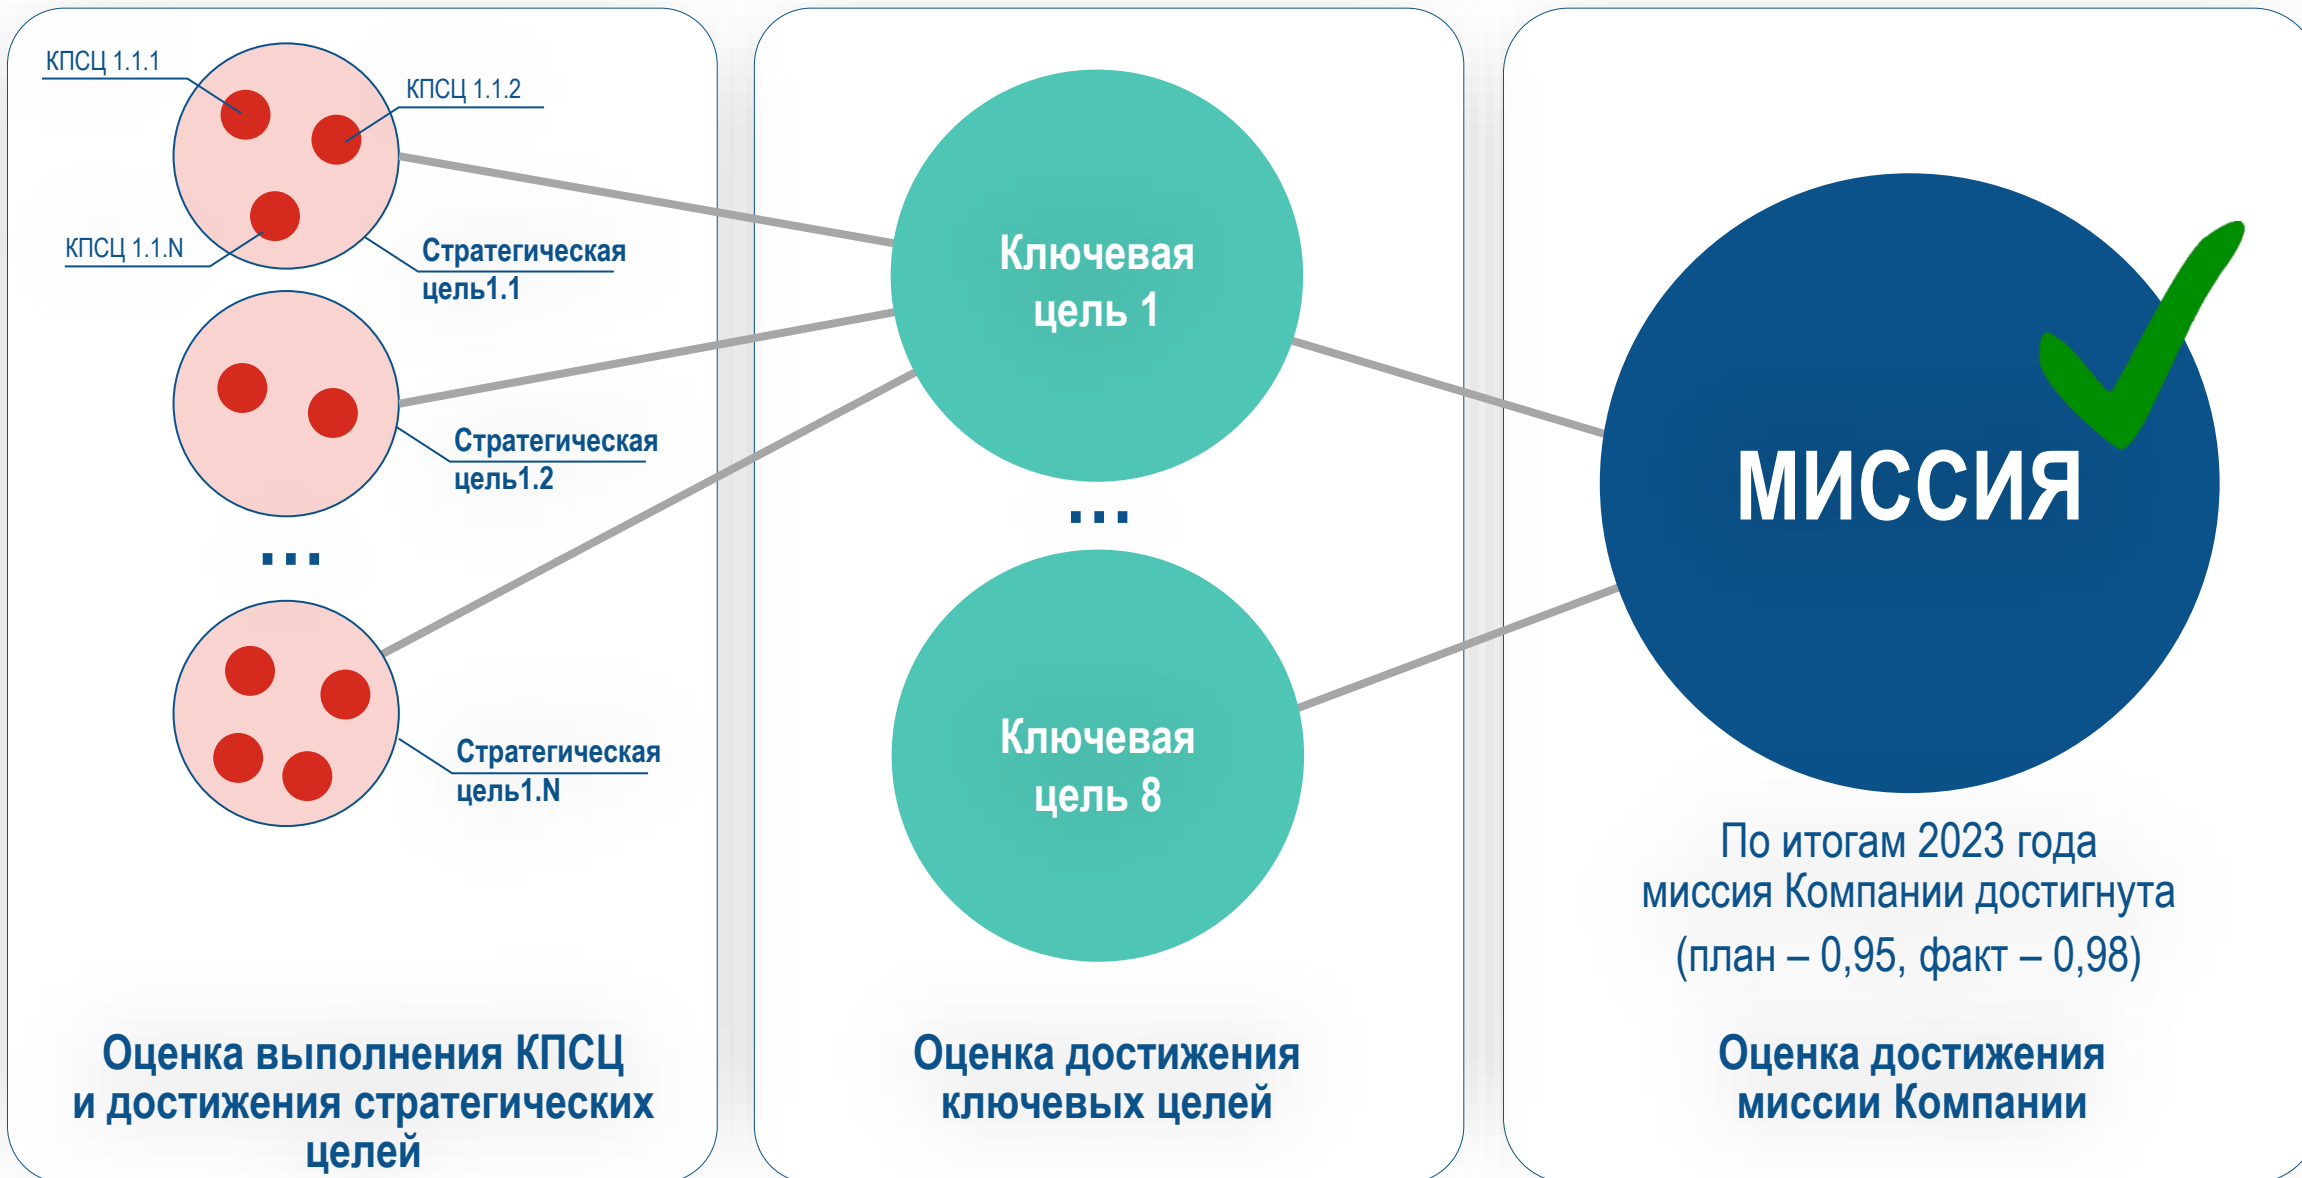 КПСЦ 1.1.1
КПСЦ 1.1.2
КПСЦ 1.1.N
Стратегическая
цель1.1
Стратегическая
цель1.2
...
Стратегическая
цель1.N
Оценка выполнения КПСЦ
и достижения стратегических
целей
Ключевая
цель 1
...
Ключевая
цель 8
Оценка достижения
ключевых целей
МИССИЯ
По итогам 2023 года
миссия Компании достигнута
(план – 0,95, факт – 0,98)
Оценка достижения
миссии Компании